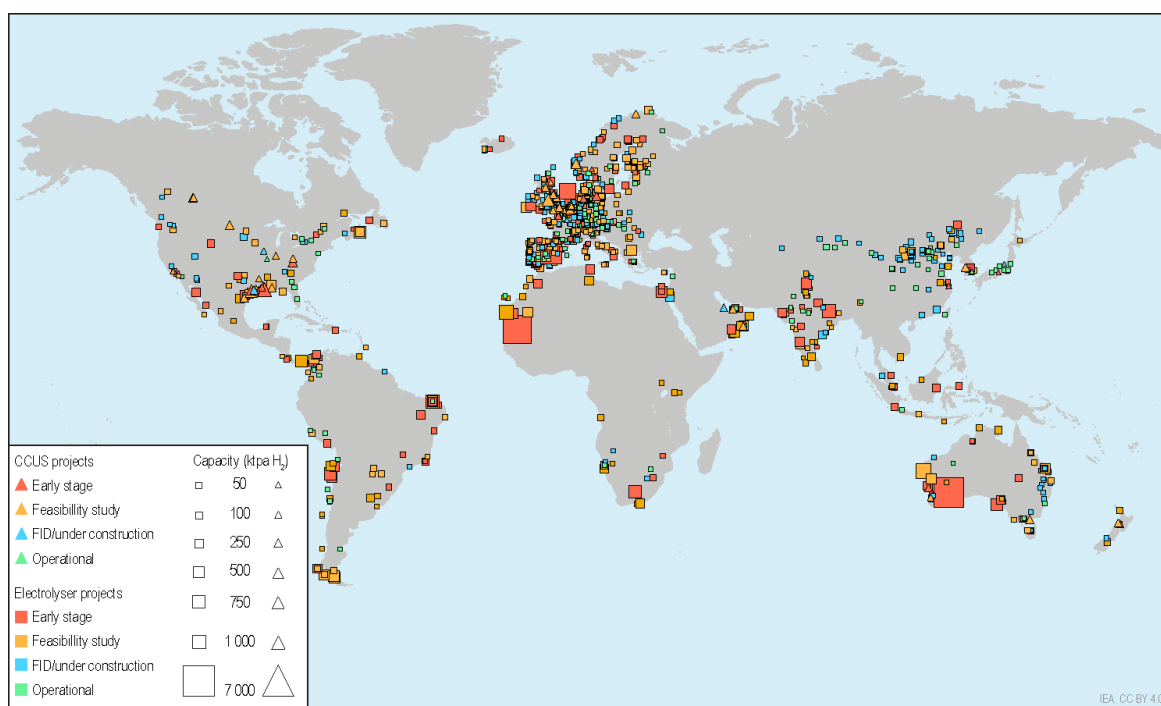 CCUS projects
Early stage
Feasibility study
FID/under construction
Operational
Electrolyser projects
Early stage
Feasibillity study
FID/under construction
Operational
Capacity (ktpa H₂)
50
100
250
500
750
1 000
7 000
IEA. CC BY 4.0